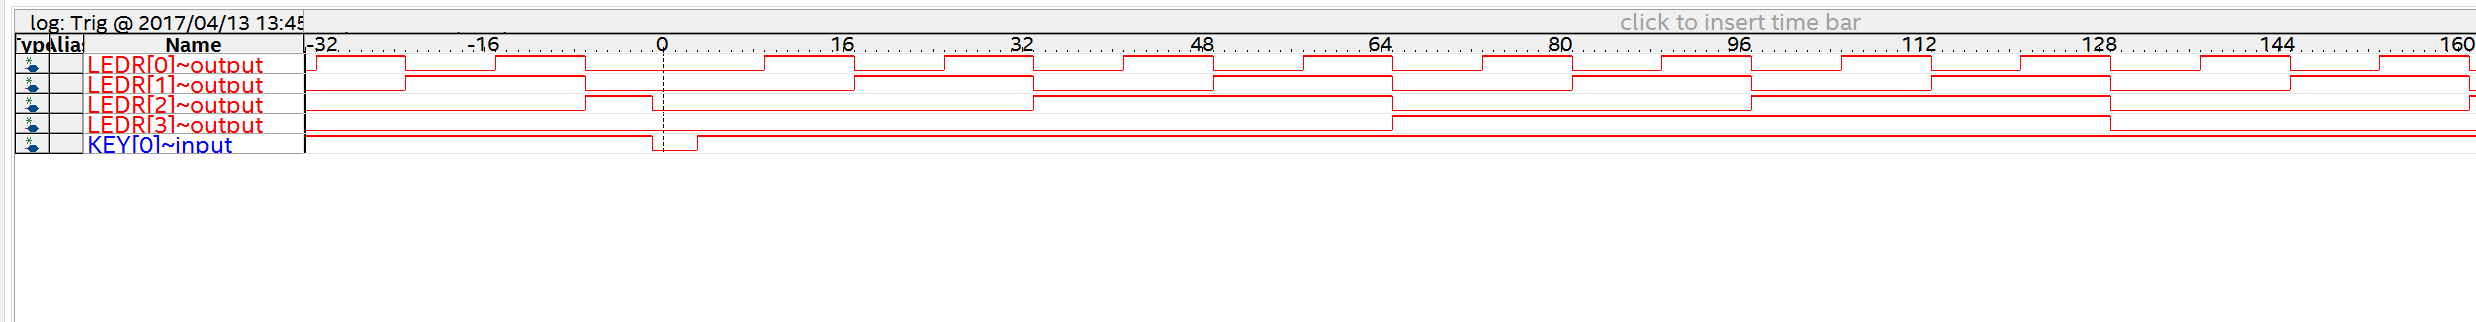 log: Trig @ 2017/04/13 13:45 click to insert time bar
Name -32 -16 0 16 32 48 64 80 96 112 128 144 160
LEDR[0]~output
LEDR[1]~output
LEDR[2]~output
LEDR[3]~output
KEY[0]~input